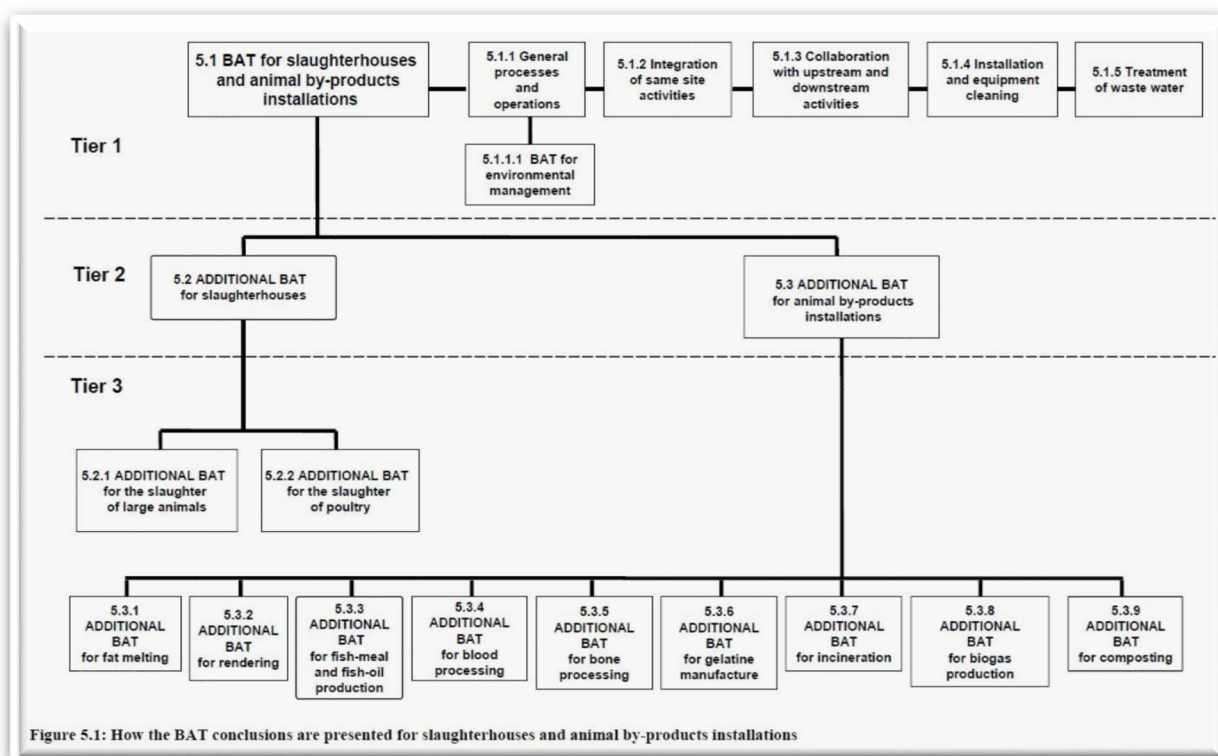 5.1 BAT for slaughterhouses
and animal by-products
installations
5.1.1 General
processes
and
operations
5.1.2 Integration
of same site
activities
5.1.3 Collaboration
with upstream and
downstream
activities
5.1.4 Installation
and equipment
cleaning
5.1.5 Treatment
of waste water
Tier 1
5.1.1.1 BAT for
environmental
management
Tier 2
5.2 ADDITIONAL BAT
for slaughterhouses
5.3 ADDITIONAL BAT
for animal by-products
installations
Tier 3
5.2.1 ADDITIONAL BAT
for the slaughter
of large animals
5.2.2 ADDITIONAL BAT
for the slaughter
of poultry
5.3.1
ADDITIONAL
BAT
for fat melting
5.3.2
ADDITIONAL
BAT
for rendering
5.3.3
ADDITIONAL
BAT
for fish-meal
and fish-oil
production
5.3.4
ADDITIONAL
BAT
for blood
processing
5.3.5
ADDITIONAL
BAT
for bone
processing
5.3.6
ADDITIONAL
BAT
for gelatine
manufacture
5.3.7
ADDITIONAL
BAT
for incineration
5.3.8
ADDITIONAL
BAT
for biogas
production
5.3.9
ADDITIONAL
BAT
for composting
Figure 5.1: How the BAT conclusions are presented for slaughterhouses and animal by-products installations